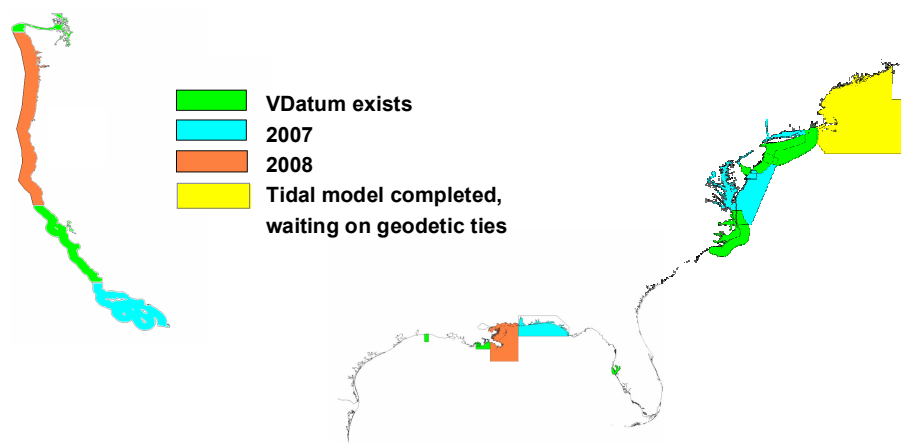 VDatum exists
2007
2008
Tidal model completed,
waiting on geodetic ties